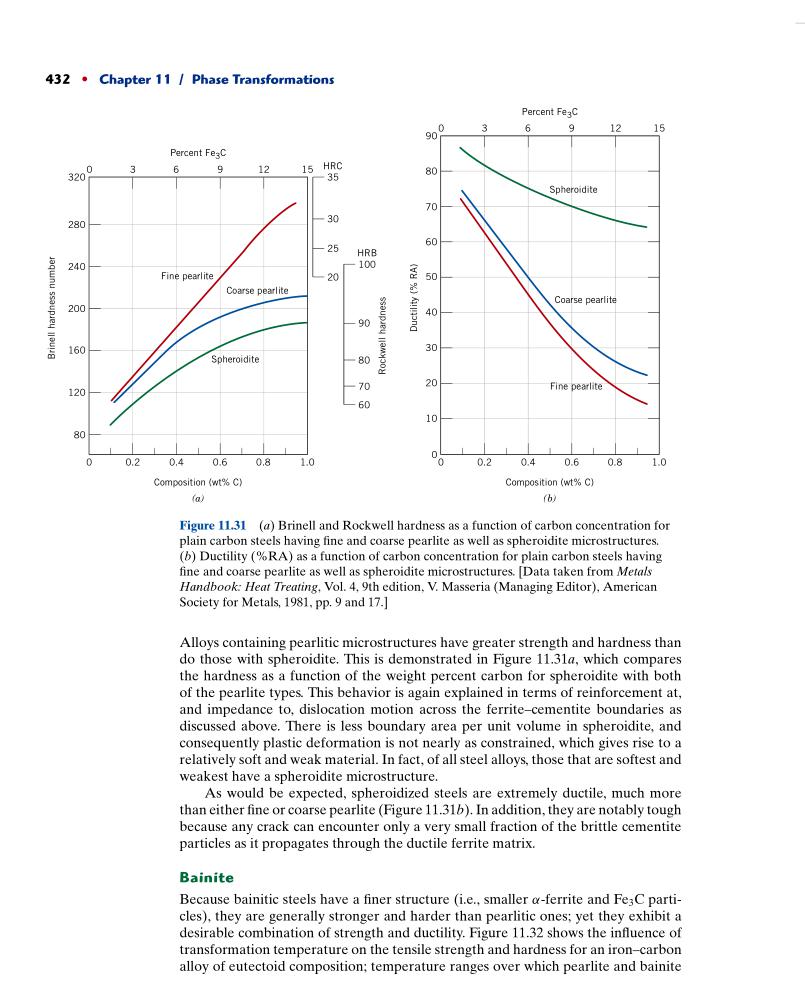 432 • Chapter 11 / Phase Transformations
Percent Fe3C
0 3 6 9 12 15
HRC
320
280
240
200
160
120
80
Brinell hardness number
35
30
25
20
HRB
100
90
80
70
60
Rockwell hardness
Fine pearlite
Coarse pearlite
Spheroidite
0 0.2 0.4 0.6 0.8 1.0
Composition (wt% C)
(a)
Percent Fe3C
0 3 6 9 12 15
90
80
70
60
50
40
30
20
10
0
Ductility (% RA)
Spheroidite
Coarse pearlite
Fine pearlite
0 0.2 0.4 0.6 0.8 1.0
Composition (wt% C)
(b)
Figure 11.31 (a) Brinell and Rockwell hardness as a function of carbon concentration for
plain carbon steels having fine and coarse pearlite as well as spheroidite microstructures.
(b) Ductility (%RA) as a function of carbon concentration for plain carbon steels having
fine and coarse pearlite as well as spheroidite microstructures. [Data taken from Metals
Handbook: Heat Treating, Vol. 4, 9th edition, V. Masseria (Managing Editor), American
Society for Metals, 1981, pp. 9 and 17.]
Alloys containing pearlitic microstructures have greater strength and hardness than
do those with spheroidite. This is demonstrated in Figure 11.31a, which compares
the hardness as a function of the weight percent carbon for spheroidite with both
of the pearlite types. This behavior is again explained in terms of reinforcement at,
and impedance to, dislocation motion across the ferrite–cementite boundaries as
discussed above. There is less boundary area per unit volume in spheroidite, and
consequently plastic deformation is not nearly as constrained, which gives rise to a
relatively soft and weak material. In fact, of all steel alloys, those that are softest and
weakest have a spheroidite microstructure.
As would be expected, spheroidized steels are extremely ductile, much more
than either fine or coarse pearlite (Figure 11.31b). In addition, they are notably tough
because any crack can encounter only a very small fraction of the brittle cementite
particles as it propagates through the ductile ferrite matrix.
Bainite
Because bainitic steels have a finer structure (i.e., smaller α-ferrite and Fe3C parti-
cles), they are generally stronger and harder than pearlitic ones; yet they exhibit a
desirable combination of strength and ductility. Figure 11.32 shows the influence of
transformation temperature on the tensile strength and hardness for an iron–carbon
alloy of eutectoid composition; temperature ranges over which pearlite and bainite